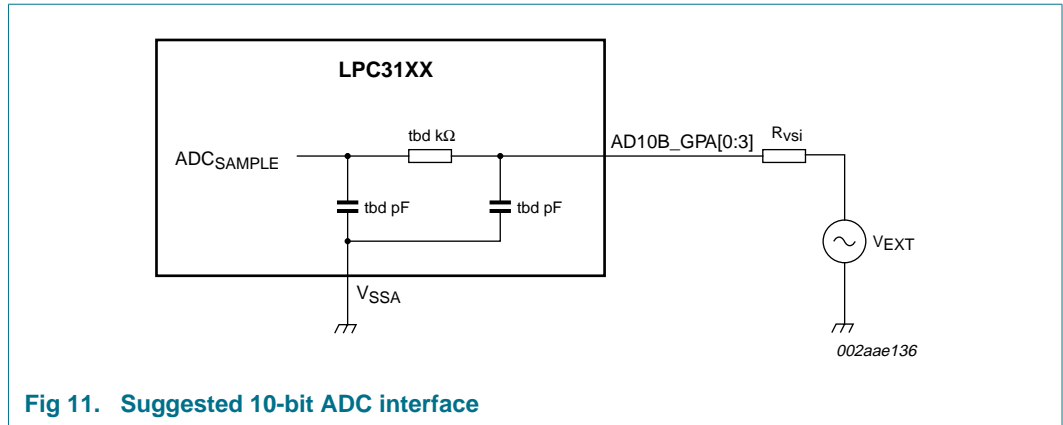 LPC31XX
tbd kΩ
AD10B_GPA[0:3]
Rvsi
ADCSAMPLE
tbd pF
tbd pF
VEXT
VSSA
002aae136
Fig 11. Suggested 10-bit ADC interface